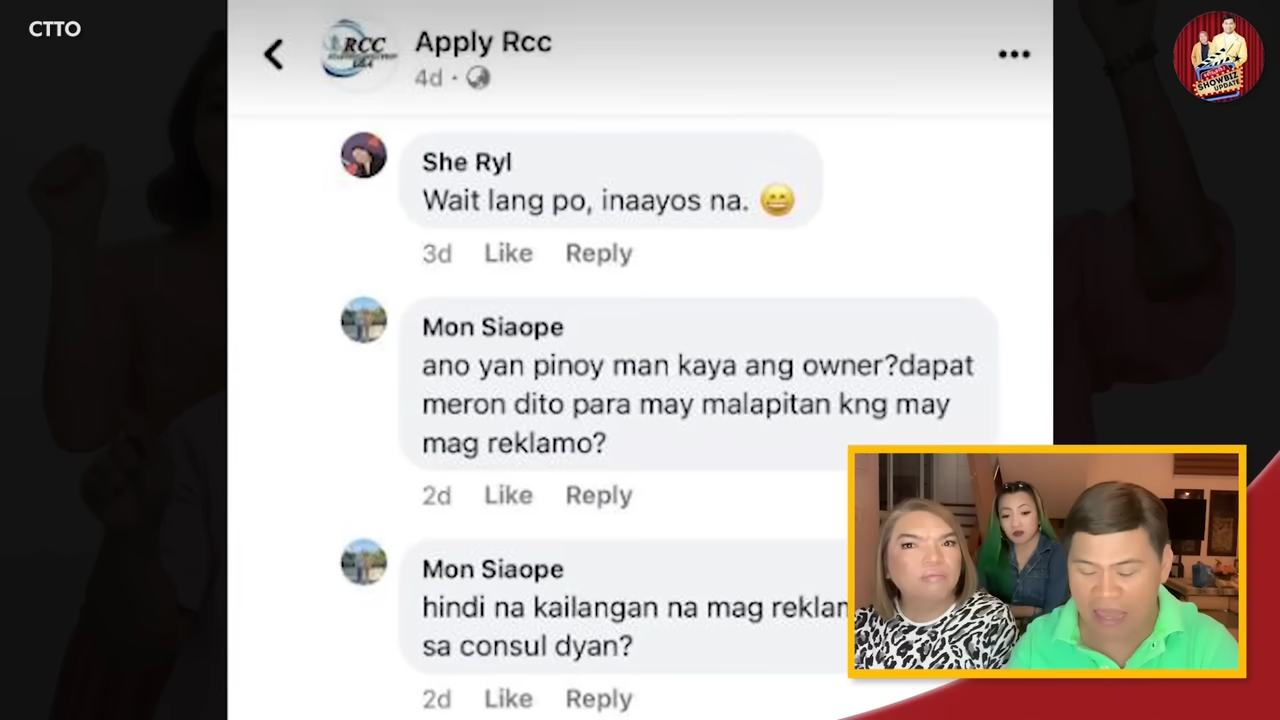 CTTO
RCC
Apply Rcc
4d ·
She Ryl
Wait lang po, inaayos na. 😄
3d Like Reply
Mon Siaope
ano yan pinoy man kaya ang owner?dapat
meron dito para may malapitan kng may
mag reklamo?
2d Like Reply
Mon Siaope
hindi na kailangan na mag reklam
sa consul dyan?
2d Like Reply
SHOWBIZ
UPDATE